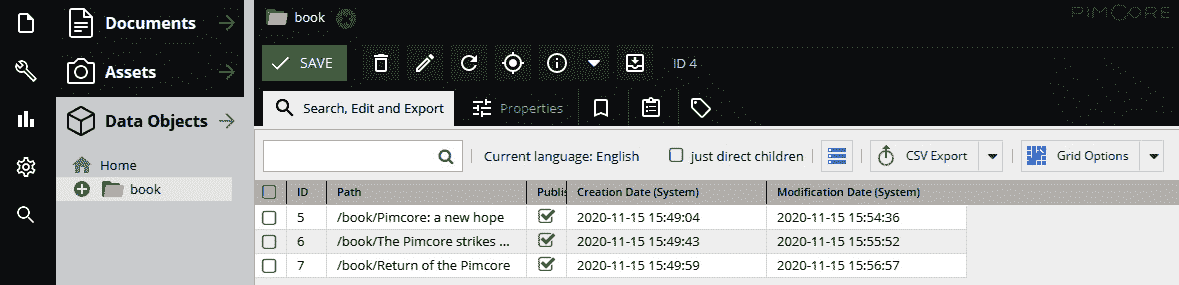 Documents
Assets
Data Objects
Home
book
book
PIMCORE
SAVE
ID 4
Search, Edit and Export
Properties
Current language: English
just direct children
CSV Export
Grid Options
ID Path Publis Creation Date (System) Modification Date (System)
5 /book/Pimcore: a new hope 2020-11-15 15:49:04 2020-11-15 15:54:36
6 /book/The Pimcore strikes ... 2020-11-15 15:49:43 2020-11-15 15:55:52
7 /book/Return of the Pimcore 2020-11-15 15:49:59 2020-11-15 15:56:57